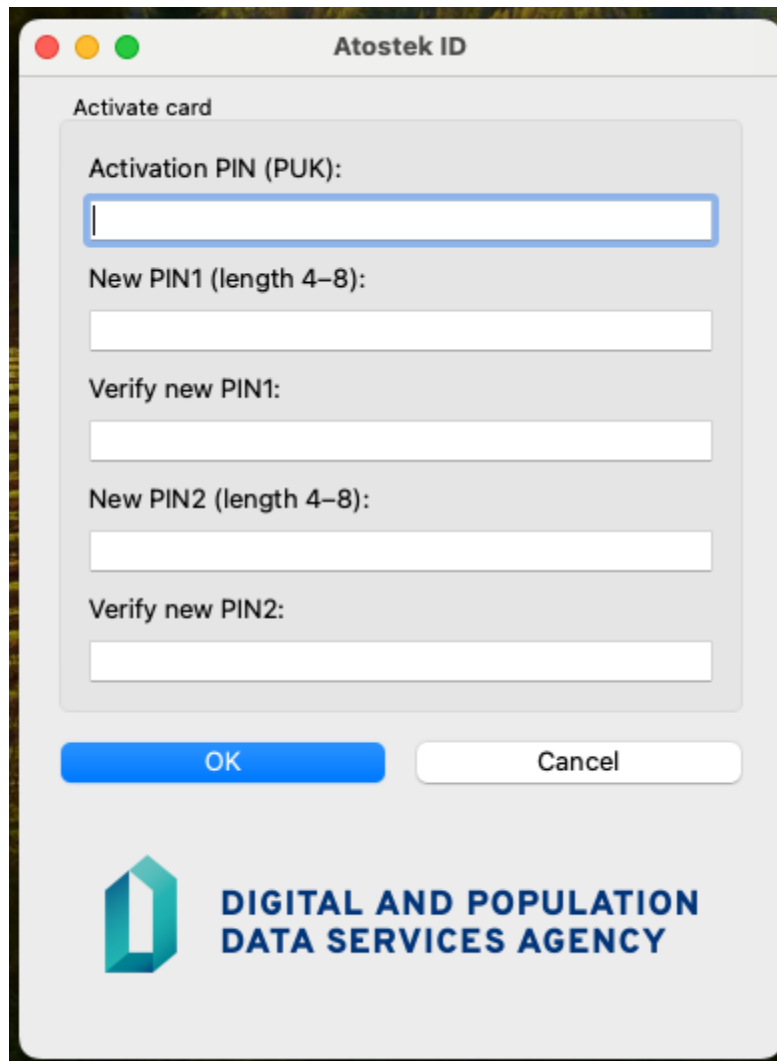 Atostek ID
Activate card
Activation PIN (PUK):
New PIN1 (length 4–8):
Verify new PIN1:
New PIN2 (length 4–8):
Verify new PIN2:
OK
Cancel
DIGITAL AND POPULATION
DATA SERVICES AGENCY